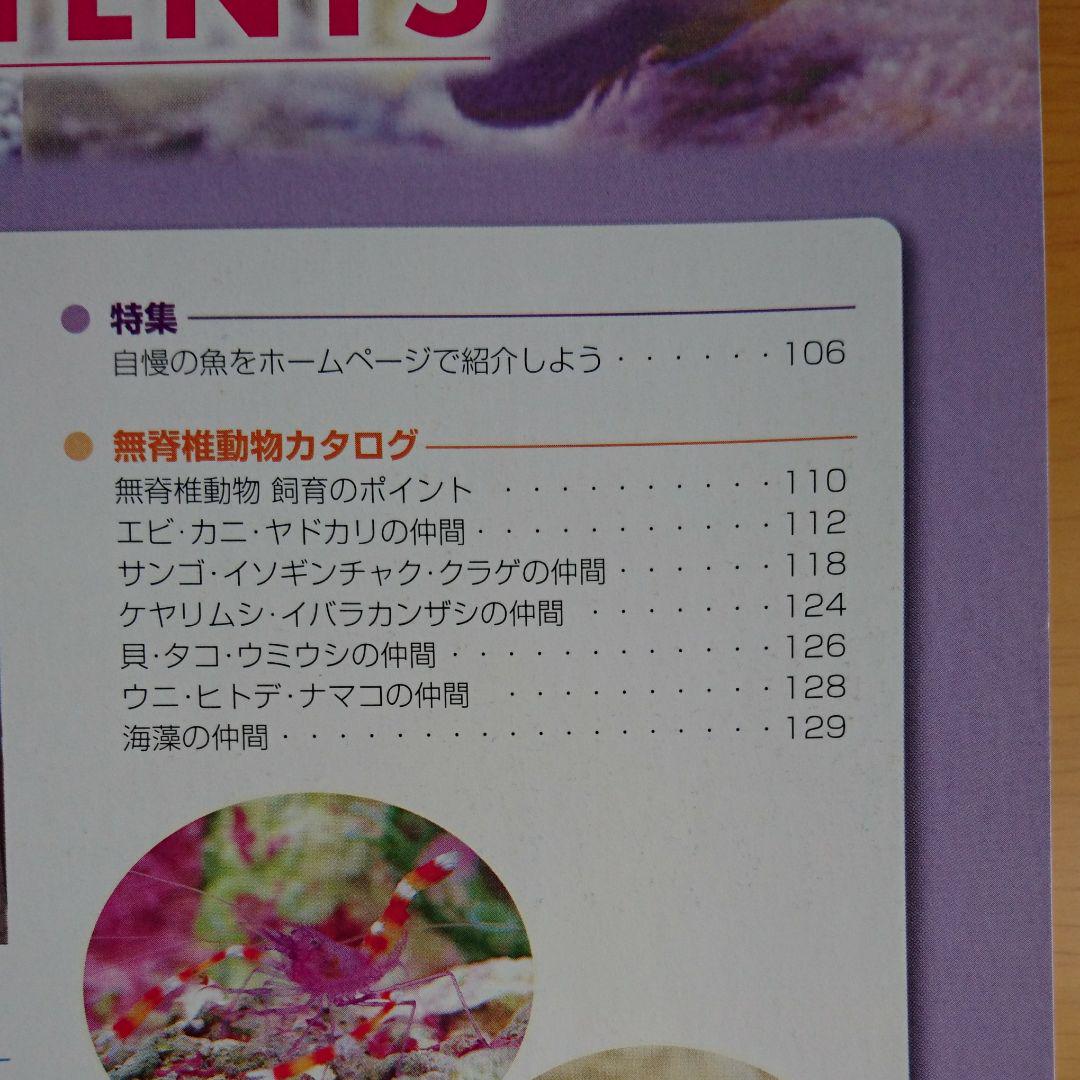 TENTS
特集
自慢の魚をホームページで紹介しよう・・・・・・106
無脊椎動物カタログ
無脊椎動物 飼育のポイント ・・・・・・・・・・110
エビ・カニ・ヤドカリの仲間・・・・・・・・・・・112
サンゴ・イソギンチャク・クラゲの仲間・・・・・・118
ケヤリムシ・イバラカンザシの仲間 ・・・・・・・124
貝・タコ・ウミウシの仲間・・・・・・・・・・・・126
ウニ・ヒトデ・ナマコの仲間 ・・・・・・・・・・128
海藻の仲間・・・・・・・・・・・・・・・・・・129